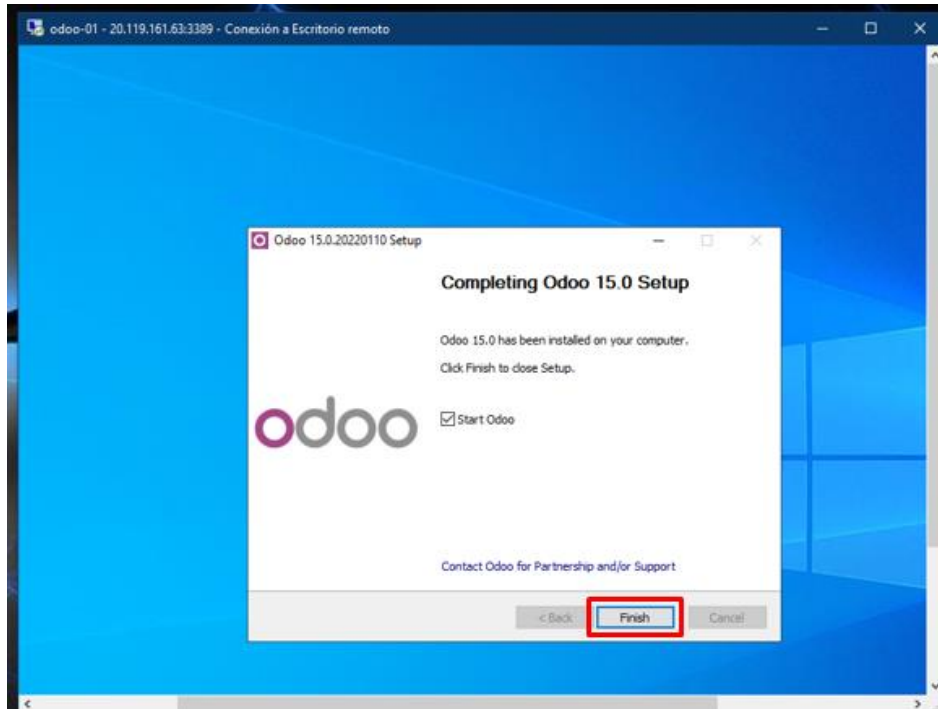 odoo-01 - 20.119.161.63:3389 - Conexión a Escritorio remoto
Odoo 15.0.20220110 Setup
Completing Odoo 15.0 Setup
Odoo 15.0 has been installed on your computer.
Click Finish to close Setup.
odoo
Start Odoo
Contact Odoo for Partnership and/or Support
< Back Finish Cancel